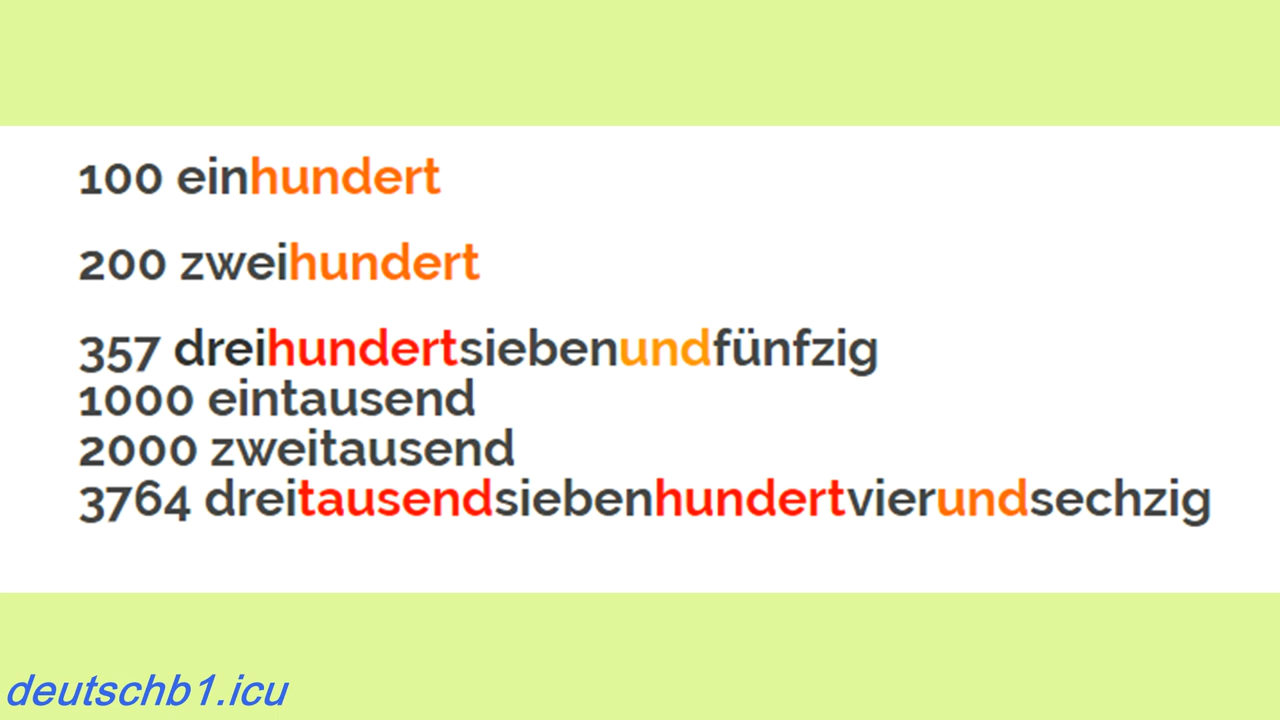 100 einhundert
200 zweihundert
357 dreihundertsiebenundfünfzig
1000 eintausend
2000 zweitausend
3764 dreitausendsiebenhundertvierundsechzig
deutschb1.icu